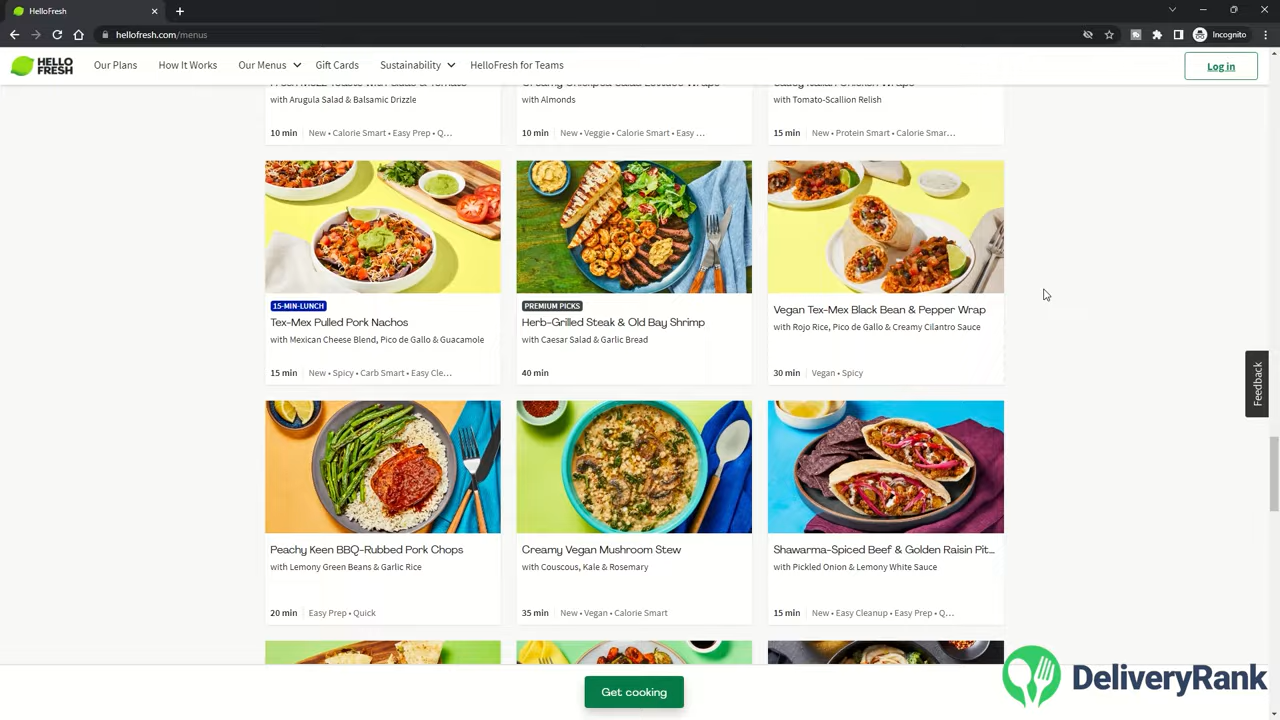 HelloFresh
hellofresh.com/menus
Incognito
HELLO
FRESH
Our Plans
How It Works
Our Menus
Gift Cards
Sustainability
HelloFresh for Teams
Log in
with Arugula Salad & Balsamic Drizzle
10 min New • Calorie Smart • Easy Prep • Q...
with Almonds
10 min New • Veggie • Calorie Smart • Easy ...
with Tomato-Scallion Relish
15 min New • Protein Smart • Calorie Smar...
15-MIN-LUNCH
Tex-Mex Pulled Pork Nachos
with Mexican Cheese Blend, Pico de Gallo & Guacamole
15 min New • Spicy • Carb Smart • Easy Cle...
PREMIUM PICKS
Herb-Grilled Steak & Old Bay Shrimp
with Caesar Salad & Garlic Bread
40 min
Vegan Tex-Mex Black Bean & Pepper Wrap
with Rojo Rice, Pico de Gallo & Creamy Cilantro Sauce
30 min Vegan • Spicy
Feedback
Peachy Keen BBQ-Rubbed Pork Chops
with Lemony Green Beans & Garlic Rice
20 min Easy Prep • Quick
Creamy Vegan Mushroom Stew
with Couscous, Kale & Rosemary
35 min New • Vegan • Calorie Smart
Shawarma-Spiced Beef & Golden Raisin Pit...
with Pickled Onion & Lemony White Sauce
15 min New • Easy Cleanup • Easy Prep • Q...
Get cooking
DeliveryRank